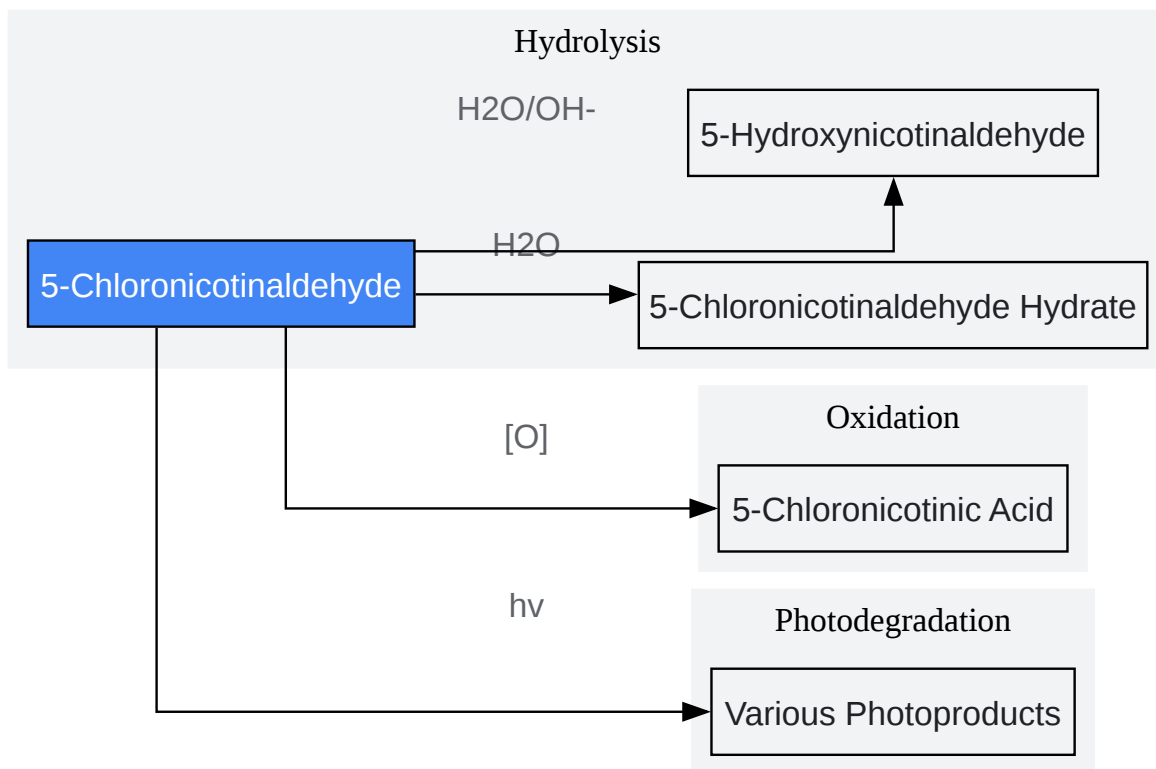 Hydrolysis
H2O/OH-
5-Hydroxynicotinaldehyde
H2O
5-Chloronicotinaldehyde
5-Chloronicotinaldehyde Hydrate
Oxidation
[O]
5-Chloronicotinic Acid
hv
Photodegradation
Various Photoproducts